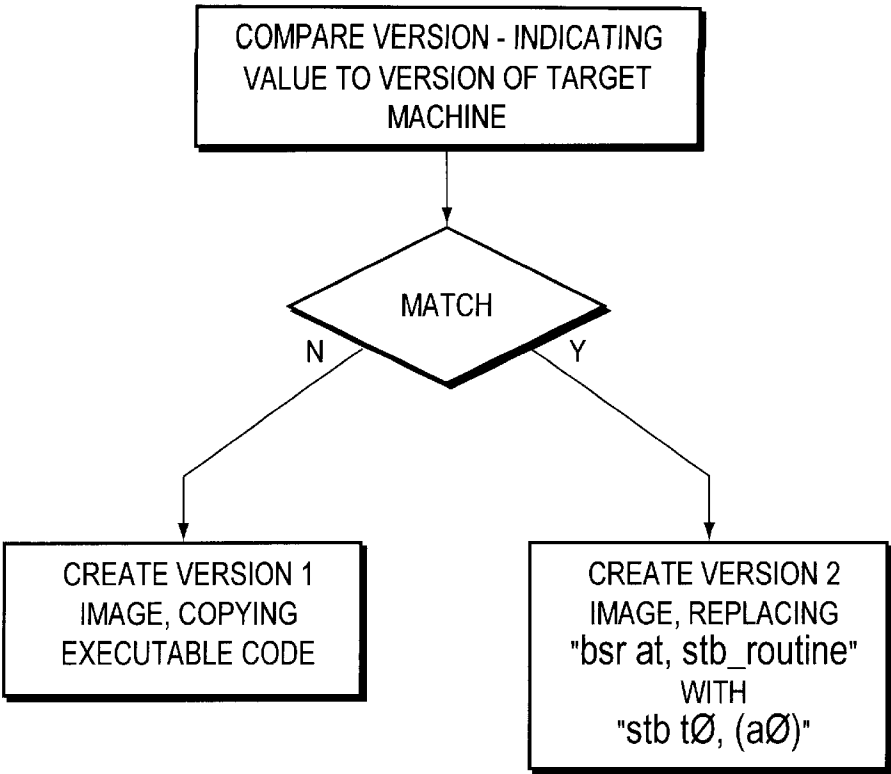 COMPARE VERSION - INDICATING
VALUE TO VERSION OF TARGET
MACHINE
MATCH
N
Y
CREATE VERSION 1
IMAGE, COPYING
EXECUTABLE CODE
CREATE VERSION 2
IMAGE, REPLACING
"bsr at, stb_routine"
WITH
"stb tØ, (aØ)"